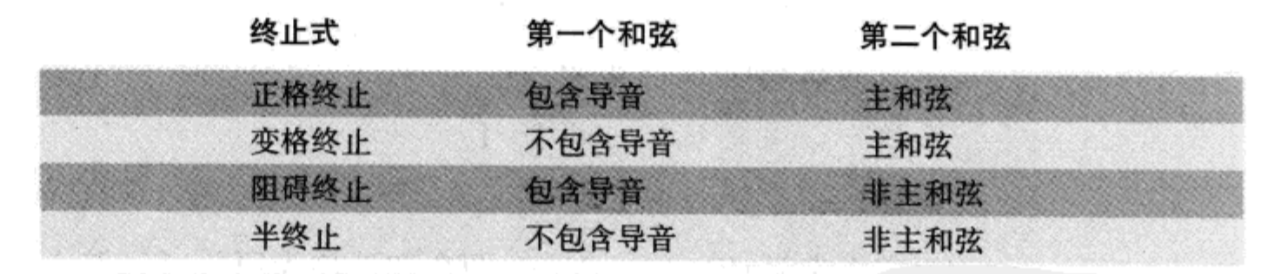 终止式 第一个和弦 第二个和弦
正格终止 包含导音 主和弦
变格终止 不包含导音 主和弦
阻碍终止 包含导音 非主和弦
半终止 不包含导音 非主和弦